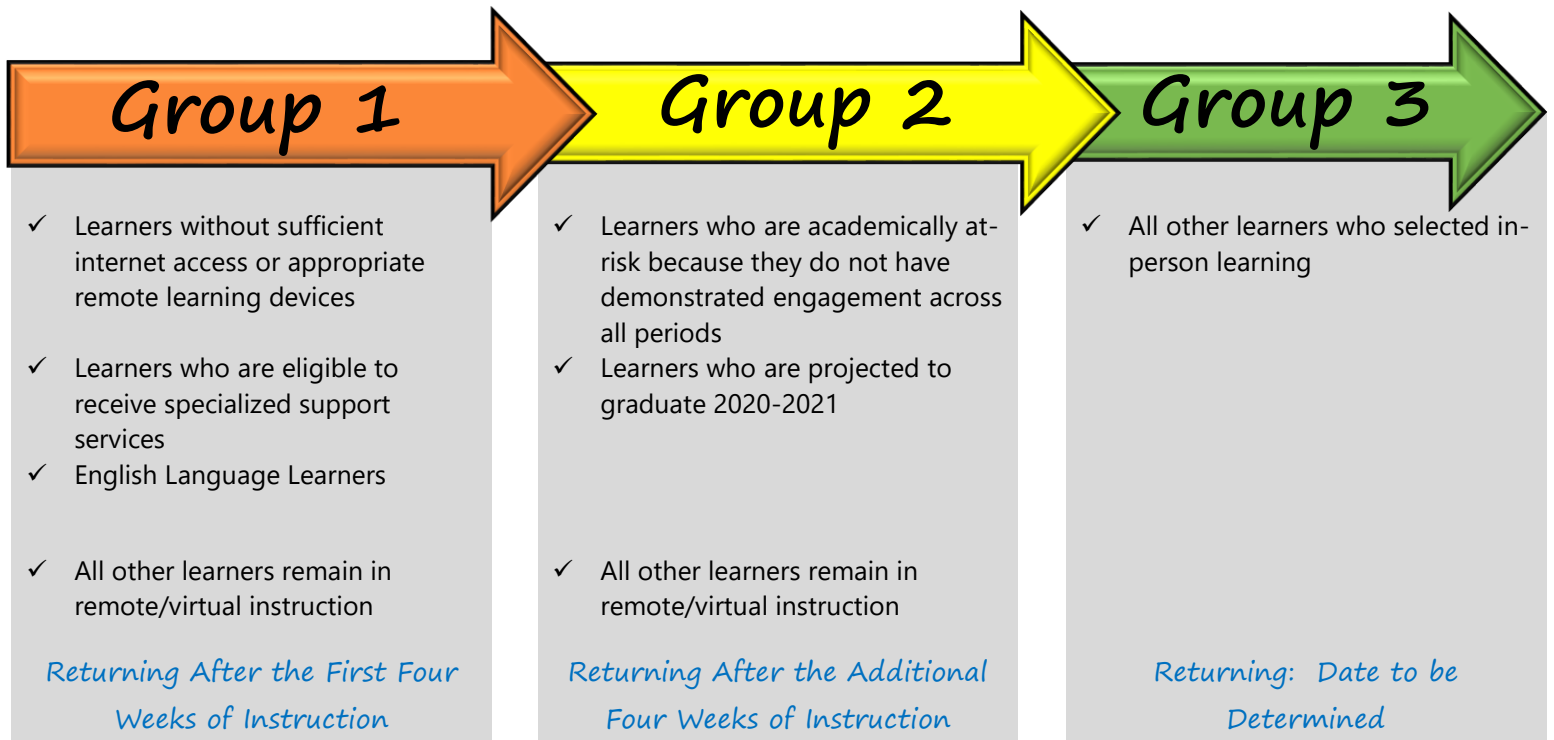 Group 1
✓ Learners without sufficient
internet access or appropriate
remote learning devices
✓ Learners who are eligible to
receive specialized support
services
✓ English Language Learners
✓ All other learners remain in
remote/virtual instruction
Returning After the First Four
Weeks of Instruction
Group 2
✓ Learners who are academically at-
risk because they do not have
demonstrated engagement across
all periods
✓ Learners who are projected to
graduate 2020-2021
✓ All other learners remain in
remote/virtual instruction
Returning After the Additional
Four Weeks of Instruction
Group 3
✓ All other learners who selected in-
person learning
Returning: Date to be
Determined